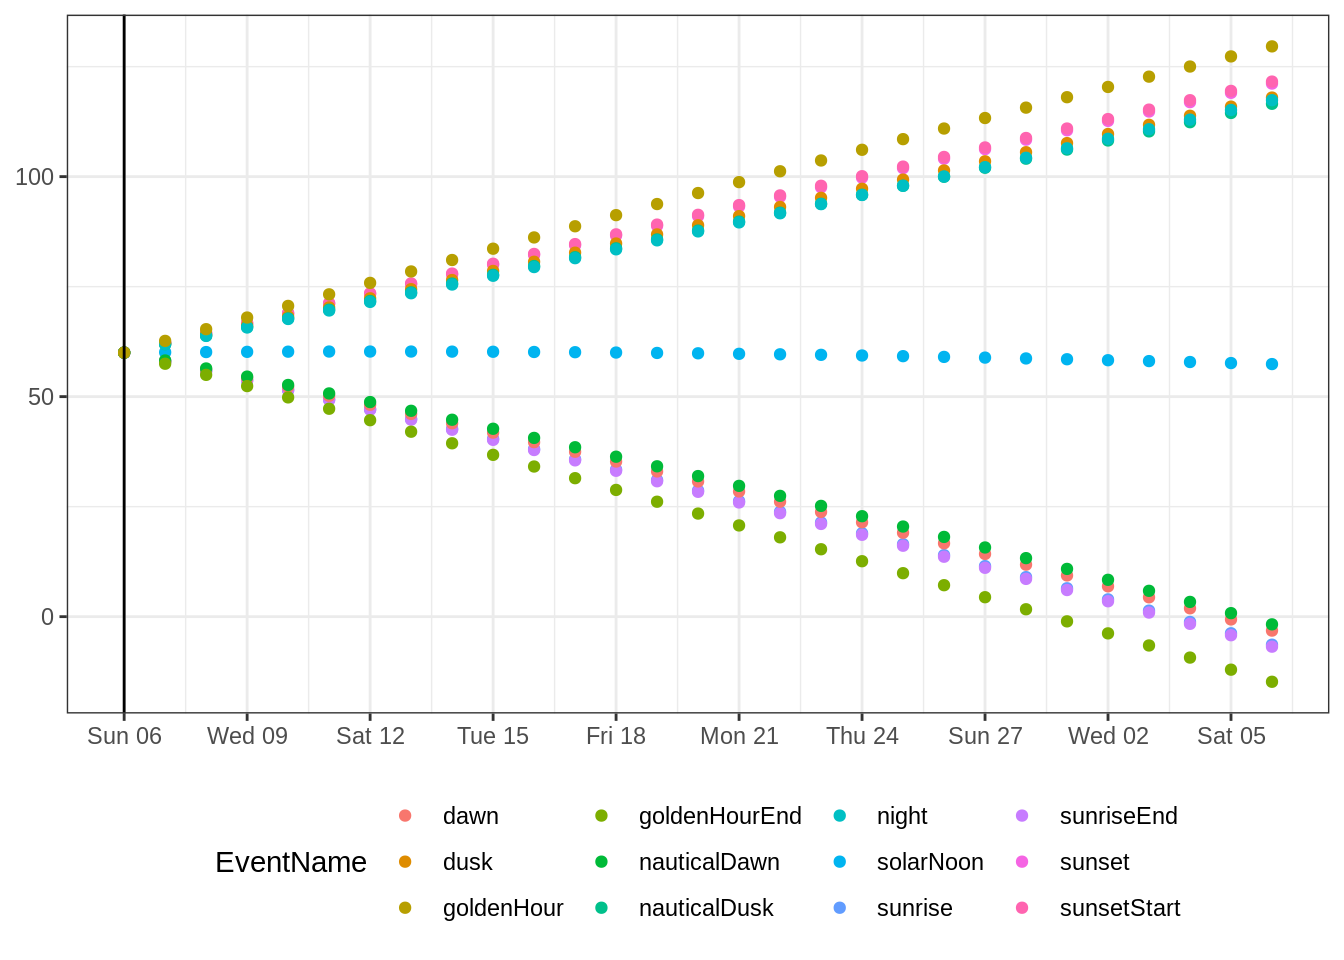 100
50
0
Sun 06 Wed 09 Sat 12 Tue 15 Fri 18 Mon 21 Thu 24 Sun 27 Wed 02 Sat 05
EventName
dawn goldenHourEnd night sunriseEnd
dusk nauticalDawn solarNoon sunset
goldenHour nauticalDusk sunrise sunsetStart